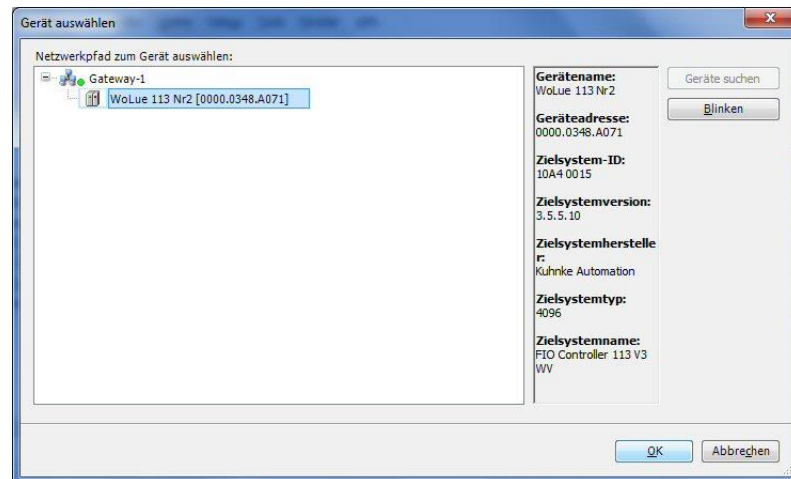 Gerät auswählen
Netzwerkpfad zum Gerät auswählen:
Gateway-1
WoLue 113 Nr2 [0000.0348.A071]
Gerätename:
WoLue 113 Nr2
Geräteadresse:
0000.0348.A071
Zielsystem-ID:
10A4 0015
Zielsystemversion:
3.5.5.10
Zielsystemherstelle
r:
Kuhnke Automation
Zielsystemtyp:
4096
Zielsystemname:
FIO Controller 113 V3
WV
Geräte suchen
Blinken
OK
Abbrechen